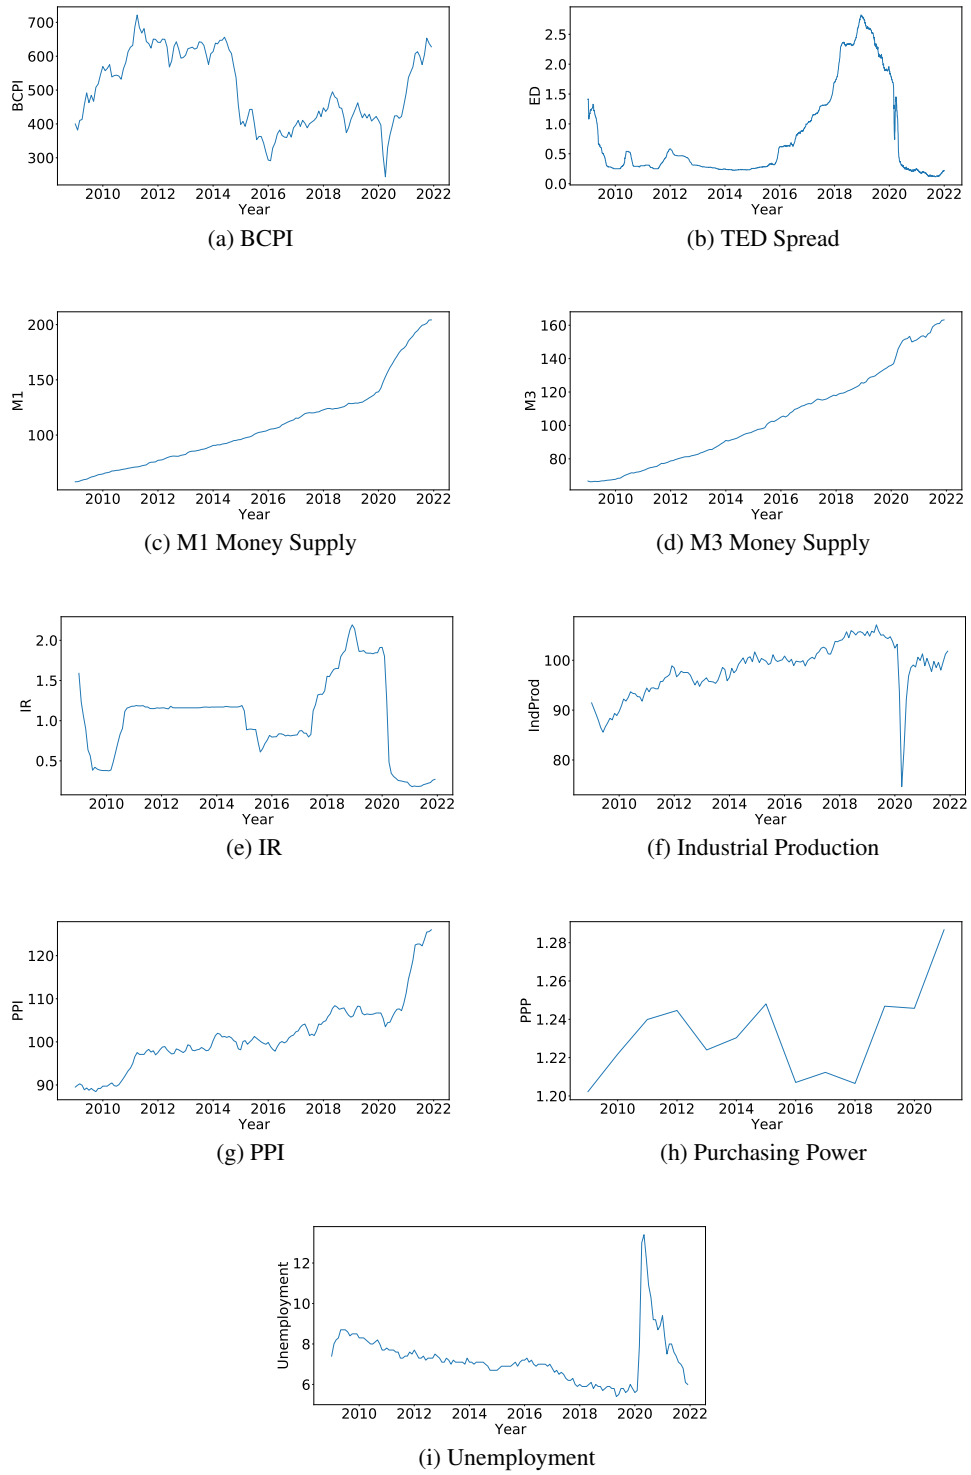 700
600
500
400
300
BCPI
2010 2012 2014 2016 2018 2020 2022
Year
(a) BCPI
2.5
2.0
1.5
1.0
0.5
0.0
ED
2010 2012 2014 2016 2018 2020 2022
Year
(b) TED Spread
200
150
100
M1
2010 2012 2014 2016 2018 2020 2022
Year
(c) M1 Money Supply
160
140
120
100
80
M3
2010 2012 2014 2016 2018 2020 2022
Year
(d) M3 Money Supply
2.0
1.5
1.0
0.5
IR
2010 2012 2014 2016 2018 2020 2022
Year
(e) IR
100
90
80
IndProd
2010 2012 2014 2016 2018 2020 2022
Year
(f) Industrial Production
120
110
100
90
PPI
2010 2012 2014 2016 2018 2020 2022
Year
(g) PPI
1.28
1.26
1.24
1.22
1.20
PPP
2010 2012 2014 2016 2018 2020
Year
(h) Purchasing Power
12
10
8
6
Unemployment
2010 2012 2014 2016 2018 2020 2022
Year
(i) Unemployment